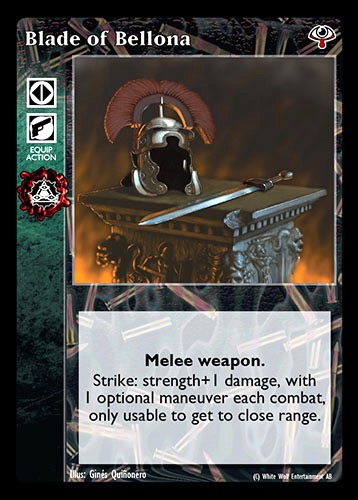 Blade of Bellona
EQUIP
ACTION
Melee weapon.
Strike: strength+1 damage, with
1 optional maneuver each combat,
only usable to get to close range.
Illus: Ginés Quiñonero
(C) White Wolf Entertainment AB